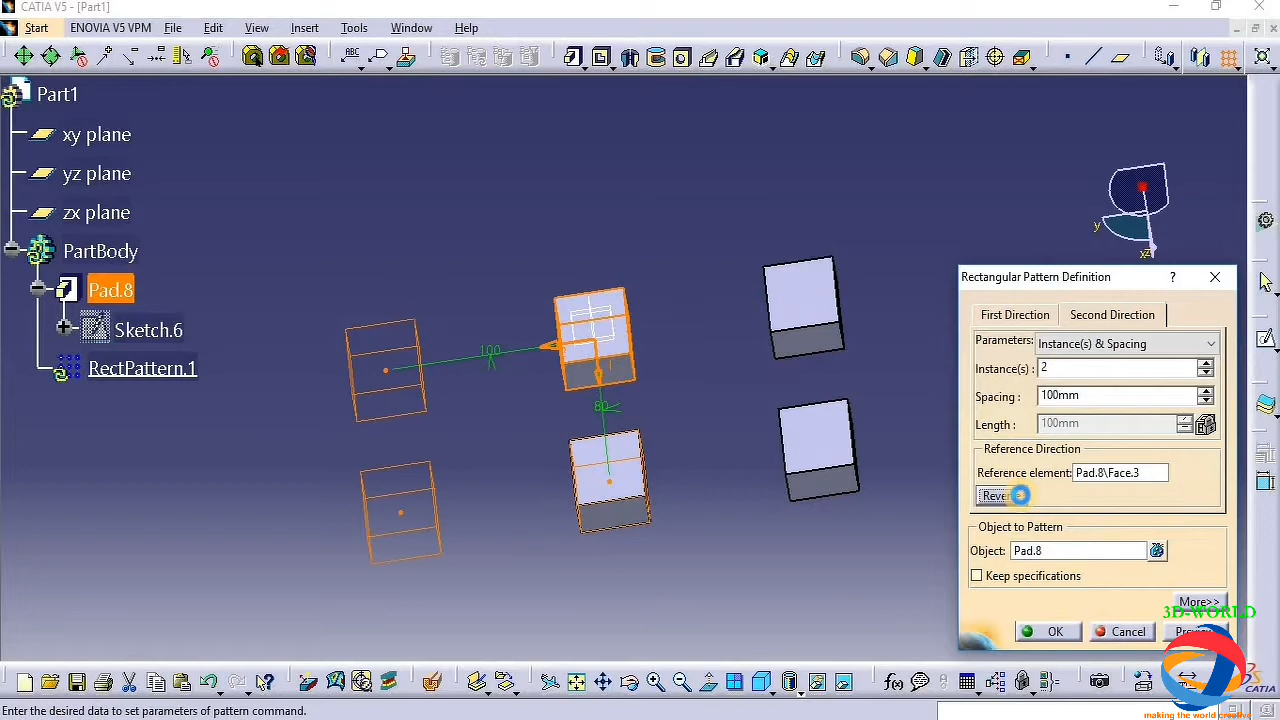 CATIA V5 - [Part1]
Start ENOVIA V5 VPM File Edit View Insert Tools Window Help
ABC
Part1
xy plane
yz plane
zx plane
PartBody
Pad.8
Sketch.6
RectPattern.1
100
80
y
Rectangular Pattern Definition ? ×
First Direction Second Direction
Parameters: Instance(s) & Spacing
Instance(s) : 2
Spacing : 100mm
Length : 100mm
Reference Direction
Reference element: Pad.8\Face.3
Object to Pattern
Object: Pad.8
Keep specifications
More>>
3D-WORLD
OK Cancel
f(x)
CATIA
making the world creative
Enter the desired data to set parameters of pattern command.